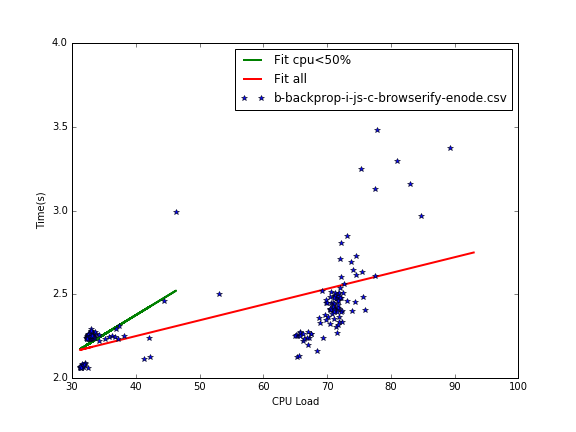 4.0
Fit cpu<50%
Fit all
b-backprop-i-js-c-browserify-enode.csv
3.5
Time(s)
3.0
2.5
2.0
30 40 50 60 70 80 90 100
CPU Load